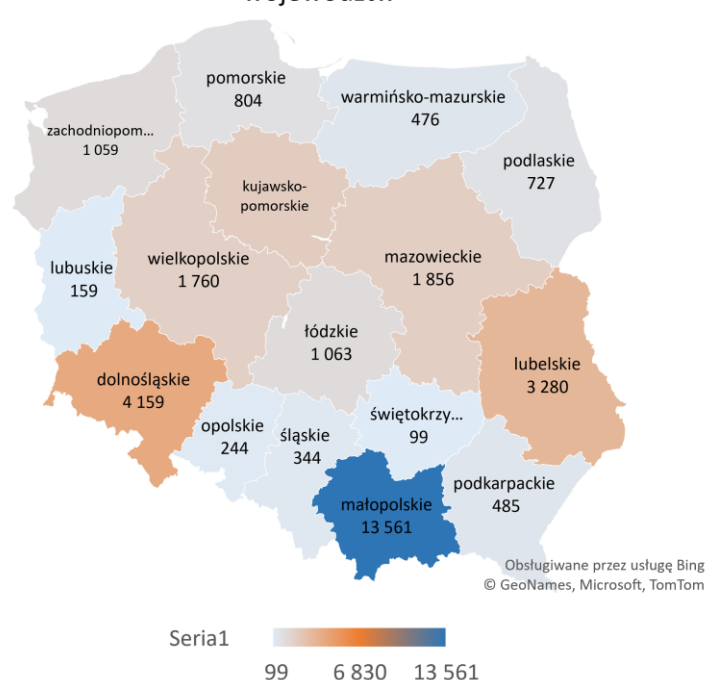 pomorskie
804
warmińsko-mazurskie
476
zachodniopom...
1 059
podlaskie
727
kujawsko-
pomorskie
wielkopolskie
1 760
mazowieckie
1 856
lubuskie
159
łódzkie
1 063
lubelskie
3 280
dolnośląskie
4 159
opolskie
244
śląskie
344
świętokrzy...
99
małopolskie
13 561
podkarpackie
485
Obsługiwane przez usługę Bing
© GeoNames, Microsoft, TomTom
Seria1
99 6 830 13 561